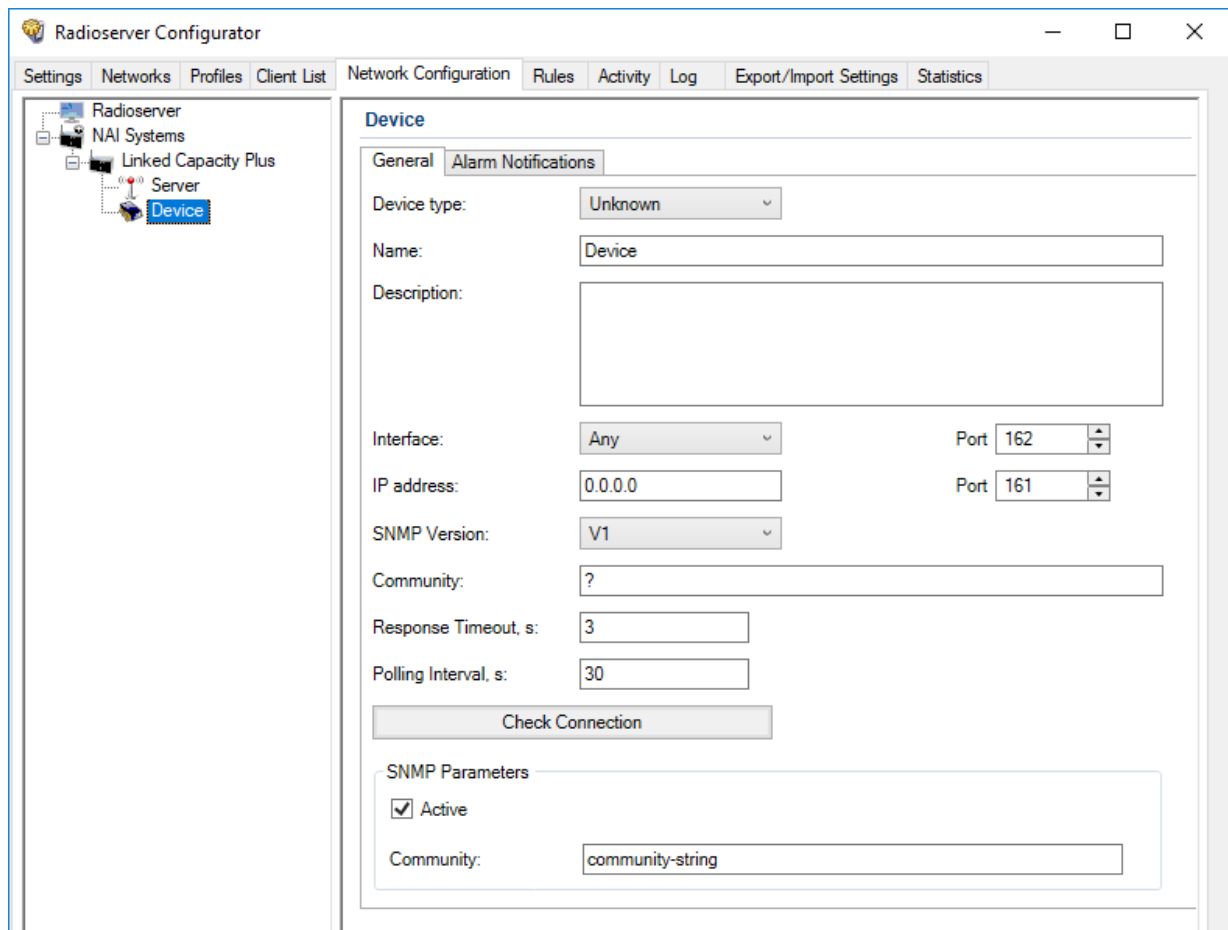 Radioserver Configurator
Settings Networks Profiles Client List Network Configuration Rules Activity Log Export/Import Settings Statistics
Radioserver
NAI Systems
Linked Capacity Plus
Server
Device
Device
General Alarm Notifications
Device type: Unknown
Name: Device
Description:
Interface: Any Port 162
IP address: 0.0.0.0 Port 161
SNMP Version: V1
Community: ?
Response Timeout, s: 3
Polling Interval, s: 30
Check Connection
SNMP Parameters
Active
Community: community-string